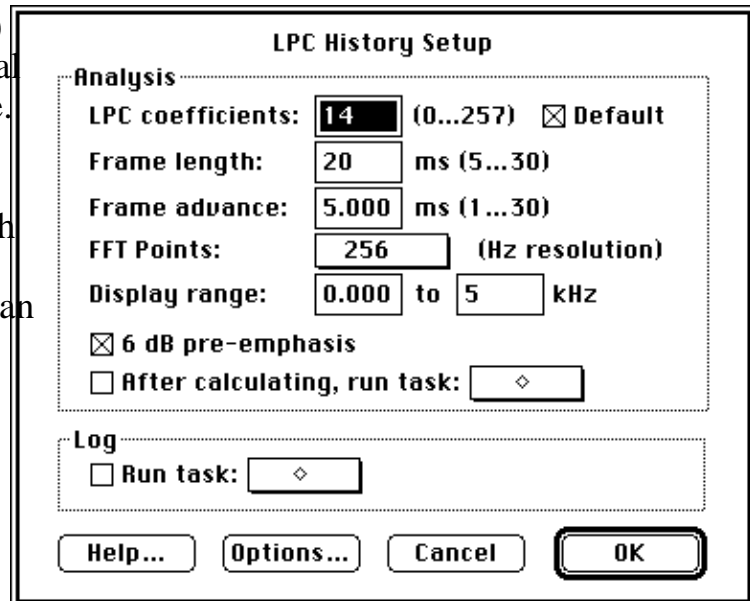 LPC History Setup
Analysis
LPC coefficients: 14 (0...257) Default
Frame length: 20 ms (5...30)
Frame advance: 5.000 ms (1...30)
FFT Points: 256 (Hz resolution)
Display range: 0.000 to 5 kHz
6 dB pre-emphasis
After calculating, run task:
Log
Run task:
Help... Options... Cancel OK